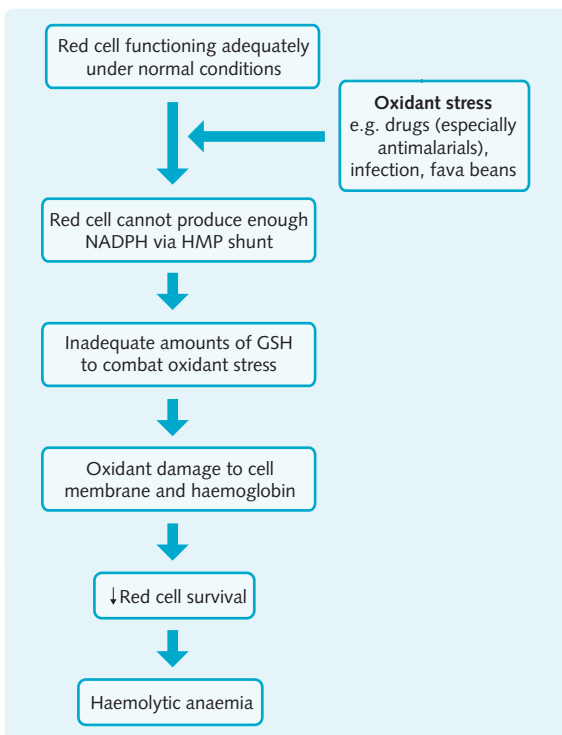 Red cell functioning adequately
under normal conditions
Oxidant stress
e.g. drugs (especially
antimalarials),
infection, fava beans
Red cell cannot produce enough
NADPH via HMP shunt
Inadequate amounts of GSH
to combat oxidant stress
Oxidant damage to cell
membrane and haemoglobin
↓Red cell survival
Haemolytic anaemia